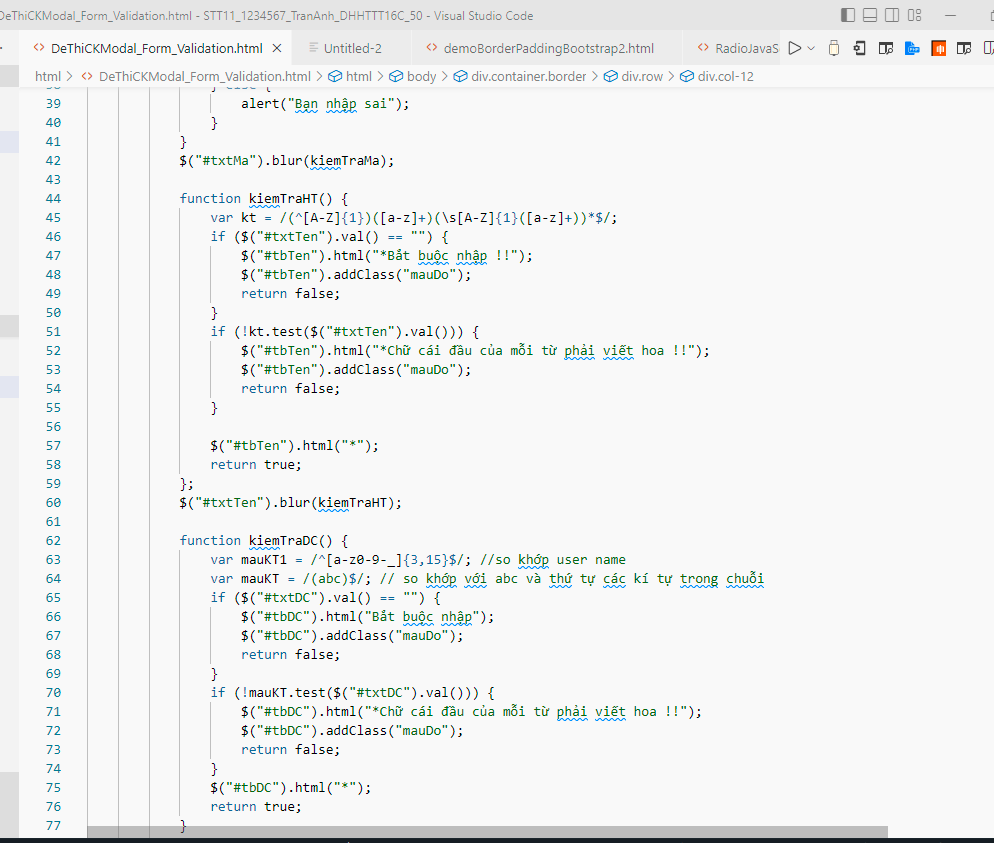 DeThiCKModal_Form_Validation.html - STT11_1234567_TranAnh_DHHTTT16C_50 - Visual Studio Code
DeThiCKModal_Form_Validation.html Untitled-2 demoBorderPaddingBootstrap2.html RadioJavaS
html > DeThiCKModal_Form_Validation.html > html > body > div.container.border > div.row > div.col-12
38 } else {
39 alert("Bạn nhập sai");
40 }
41 }
42 $("#txtMa").blur(kiemTraMa);
43
44 function kiemTraHT() {
45 var kt = /(^[A-Z]{1})([a-z]+)(\s[A-Z]{1}([a-z]+))*$/;
46 if ($("#txtTen").val() == "") {
47 $("#tbTen").html("*Bắt buộc nhập !!");
48 $("#tbTen").addClass("mauDo");
49 return false;
50 }
51 if (!kt.test($("#txtTen").val())) {
52 $("#tbTen").html("*Chữ cái đầu của mỗi từ phải viết hoa !!");
53 $("#tbTen").addClass("mauDo");
54 return false;
55 }
56
57 $("#tbTen").html("*");
58 return true;
59 };
60 $("#txtTen").blur(kiemTraHT);
61
62 function kiemTraDC() {
63 var mauKT1 = /^[a-z0-9-_]{3,15}$/; //so khớp user name
64 var mauKT = /(abc)$/; // so khớp với abc và thứ tự các kí tự trong chuỗi
65 if ($("#txtDC").val() == "") {
66 $("#tbDC").html("Bắt buộc nhập");
67 $("#tbDC").addClass("mauDo");
68 return false;
69 }
70 if (!mauKT.test($("#txtDC").val())) {
71 $("#tbDC").html("*Chữ cái đầu của mỗi từ phải viết hoa !!");
72 $("#tbDC").addClass("mauDo");
73 return false;
74 }
75 $("#tbDC").html("*");
76 return true;
77 }